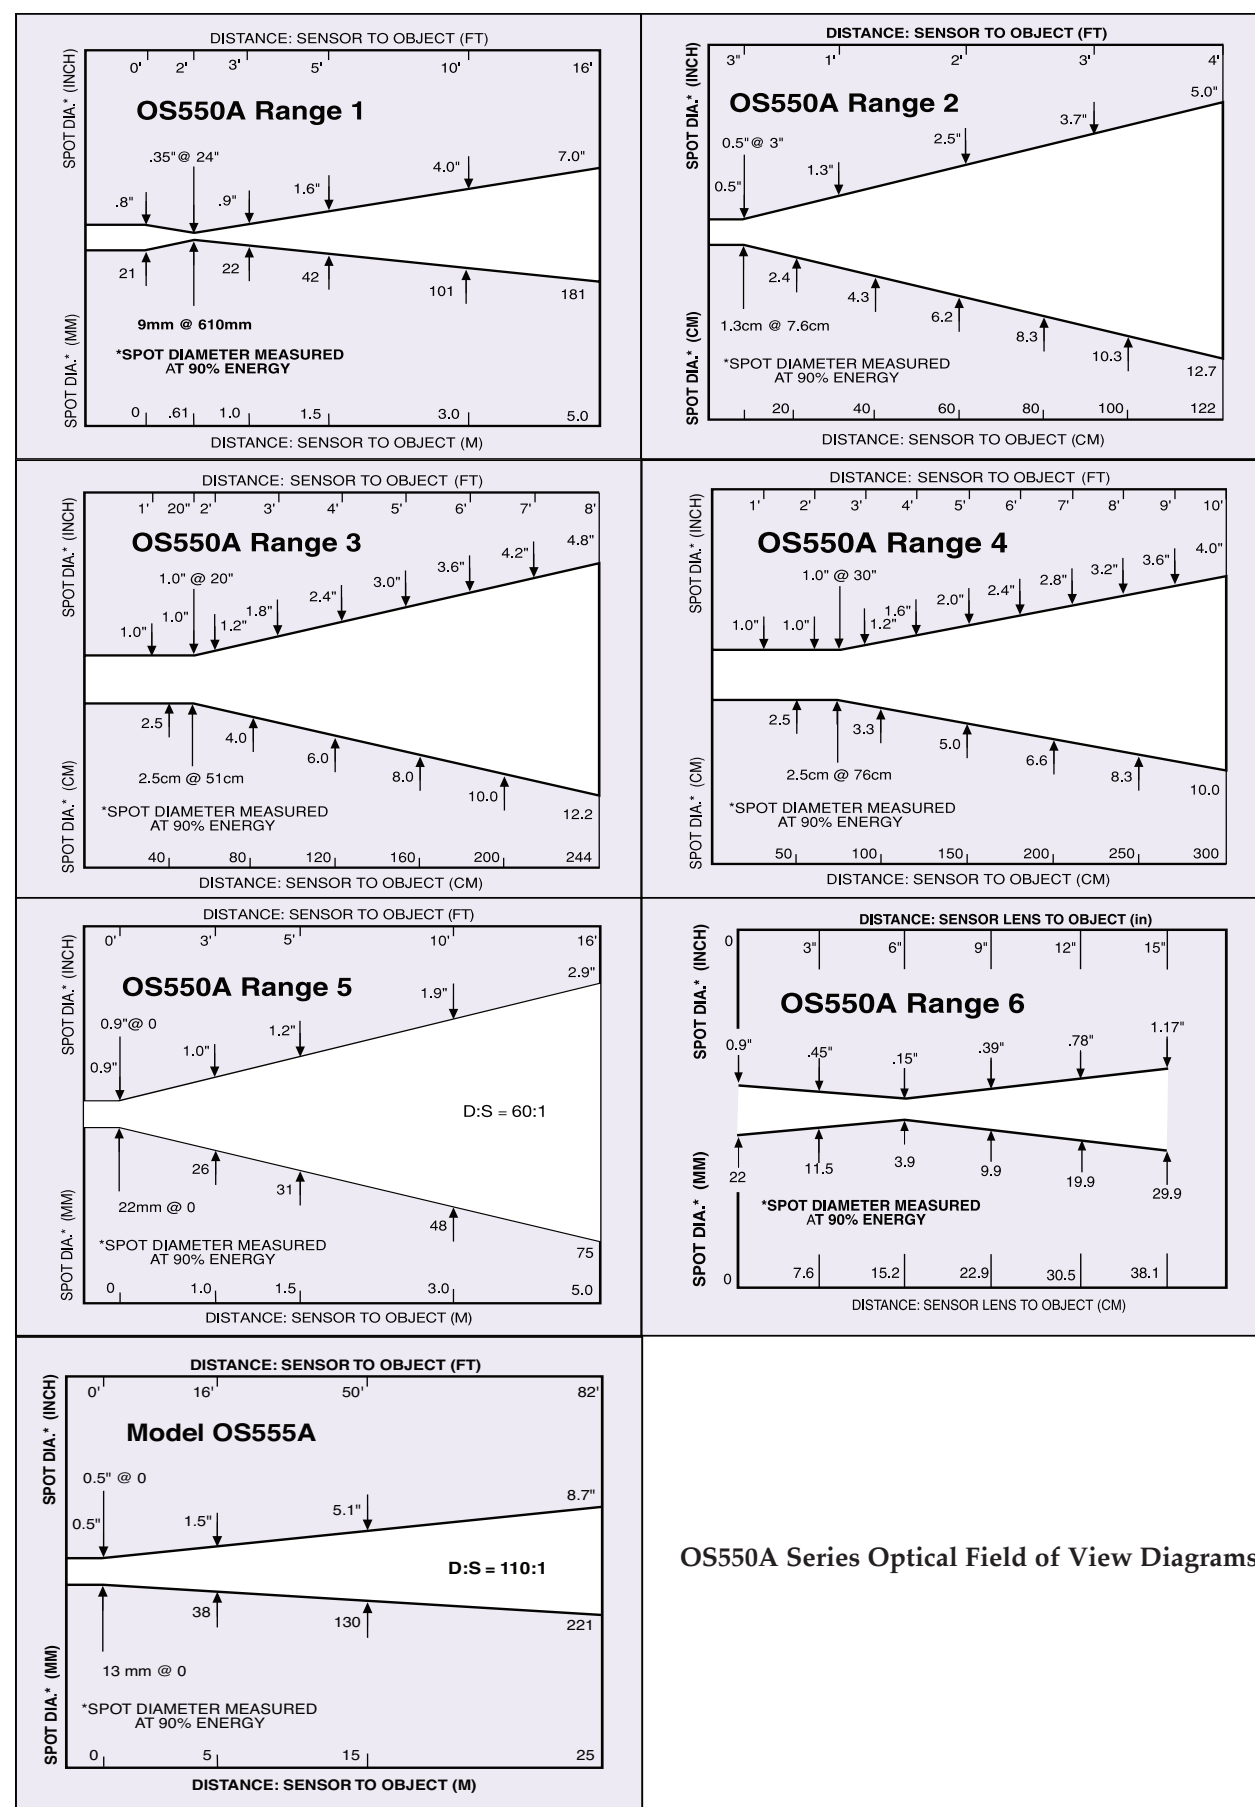 DISTANCE: SENSOR TO OBJECT (FT)
0' 2' 3' 5' 10' 16'
SPOT DIA.* (INCH)
OS550A Range 1
.35" @ 24"
.8" .9" 1.6" 4.0" 7.0"
21 22 42 101 181
9mm @ 610mm
*SPOT DIAMETER MEASURED
AT 90% ENERGY
SPOT DIA.* (MM)
0 .61 1.0 1.5 3.0 5.0
DISTANCE: SENSOR TO OBJECT (M)
DISTANCE: SENSOR TO OBJECT (FT)
3" 1' 2' 3' 4'
SPOT DIA.* (INCH)
OS550A Range 2
0.5" @ 3"
0.5" 1.3" 2.5" 3.7" 5.0"
2.4 4.3 6.2 8.3 10.3 12.7
1.3cm @ 7.6cm
*SPOT DIAMETER MEASURED
AT 90% ENERGY
SPOT DIA.* (CM)
20 40 60 80 100 122
DISTANCE: SENSOR TO OBJECT (CM)
DISTANCE: SENSOR TO OBJECT (FT)
1' 20" 2' 3' 4' 5' 6' 7' 8'
SPOT DIA.* (INCH)
OS550A Range 3
1.0" @ 20"
1.0" 1.0" 1.2" 1.8" 2.4" 3.0" 3.6" 4.2" 4.8"
2.5 4.0 6.0 8.0 10.0 12.2
2.5cm @ 51cm
*SPOT DIAMETER MEASURED
AT 90% ENERGY
SPOT DIA.* (CM)
40 80 120 160 200 244
DISTANCE: SENSOR TO OBJECT (CM)
DISTANCE: SENSOR TO OBJECT (FT)
1' 2' 3' 4' 5' 6' 7' 8' 9' 10'
SPOT DIA.* (INCH)
OS550A Range 4
1.0" @ 30"
1.0" 1.0" 1.2" 1.6" 2.0" 2.4" 2.8" 3.2" 3.6" 4.0"
2.5 3.3 5.0 6.6 8.3 10.0
2.5cm @ 76cm
*SPOT DIAMETER MEASURED
AT 90% ENERGY
SPOT DIA.* (CM)
50 100 150 200 250 300
DISTANCE: SENSOR TO OBJECT (CM)
DISTANCE: SENSOR TO OBJECT (FT)
0' 3' 5' 10' 16'
SPOT DIA.* (INCH)
OS550A Range 5
0.9"@ 0
0.9" 1.0" 1.2" 1.9" 2.9"
D:S = 60:1
26 31 48 75
22mm @ 0
*SPOT DIAMETER MEASURED
AT 90% ENERGY
SPOT DIA.* (MM)
0 1.0 1.5 3.0 5.0
DISTANCE: SENSOR TO OBJECT (M)
DISTANCE: SENSOR LENS TO OBJECT (in)
0 3" 6" 9" 12" 15"
SPOT DIA.* (INCH)
OS550A Range 6
0.9" .45" .15" .39" .78" 1.17"
22 11.5 3.9 9.9 19.9 29.9
*SPOT DIAMETER MEASURED
AT 90% ENERGY
SPOT DIA.* (MM)
0 7.6 15.2 22.9 30.5 38.1
DISTANCE: SENSOR LENS TO OBJECT (CM)
DISTANCE: SENSOR TO OBJECT (FT)
0' 16' 50' 82'
SPOT DIA.* (INCH)
Model OS555A
0.5" @ 0
0.5" 1.5" 5.1" 8.7"
D:S = 110:1
38 130 221
13 mm @ 0
*SPOT DIAMETER MEASURED
AT 90% ENERGY
SPOT DIA.* (MM)
0 5 15 25
DISTANCE: SENSOR TO OBJECT (M)
OS550A Series Optical Field of View Diagrams